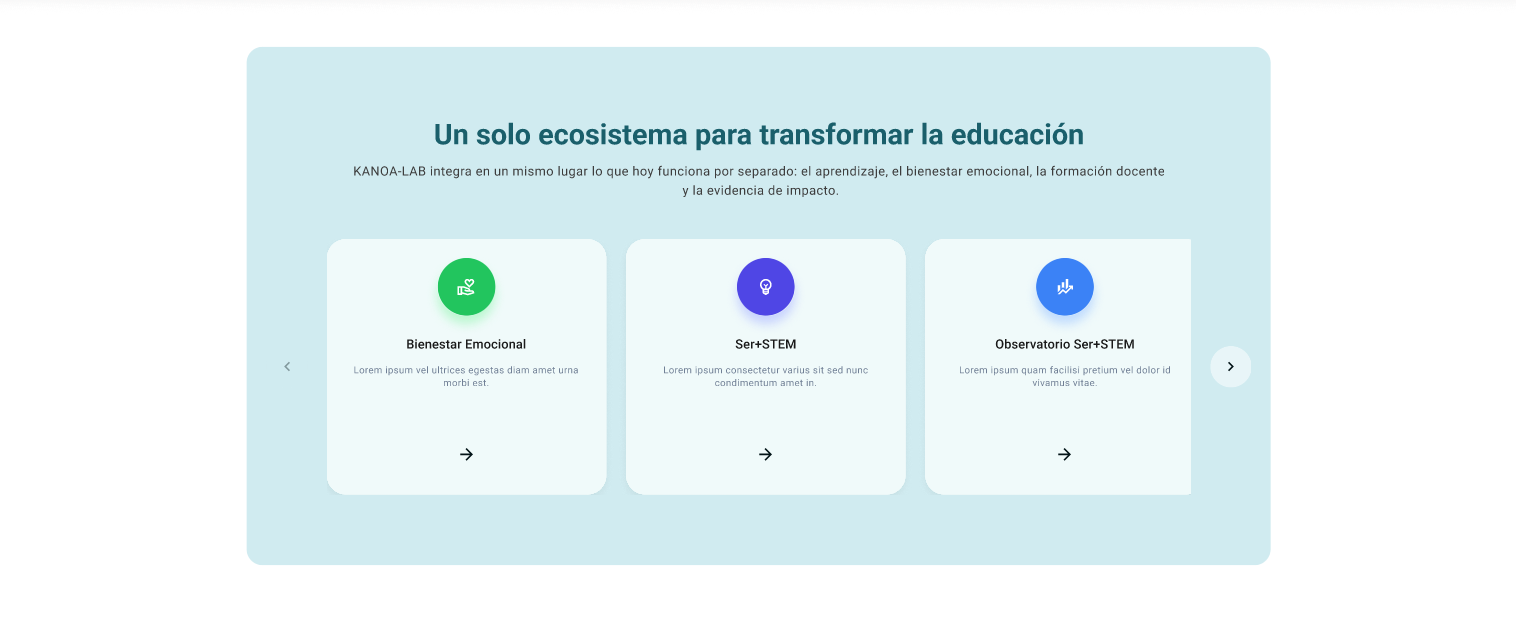 Un solo ecosistema para transformar la educación
KANOA-LAB integra en un mismo lugar lo que hoy funciona por separado: el aprendizaje, el bienestar emocional, la formación docente
y la evidencia de impacto.
Bienestar Emocional
Lorem ipsum vel ultrices egestas diam amet urna
morbi est.
Ser+STEM
Lorem ipsum consectetur varius sit sed nunc
condimentum amet in.
Observatorio Ser+STEM
Lorem ipsum quam facilisi pretium vel dolor id
vivamus vitae.